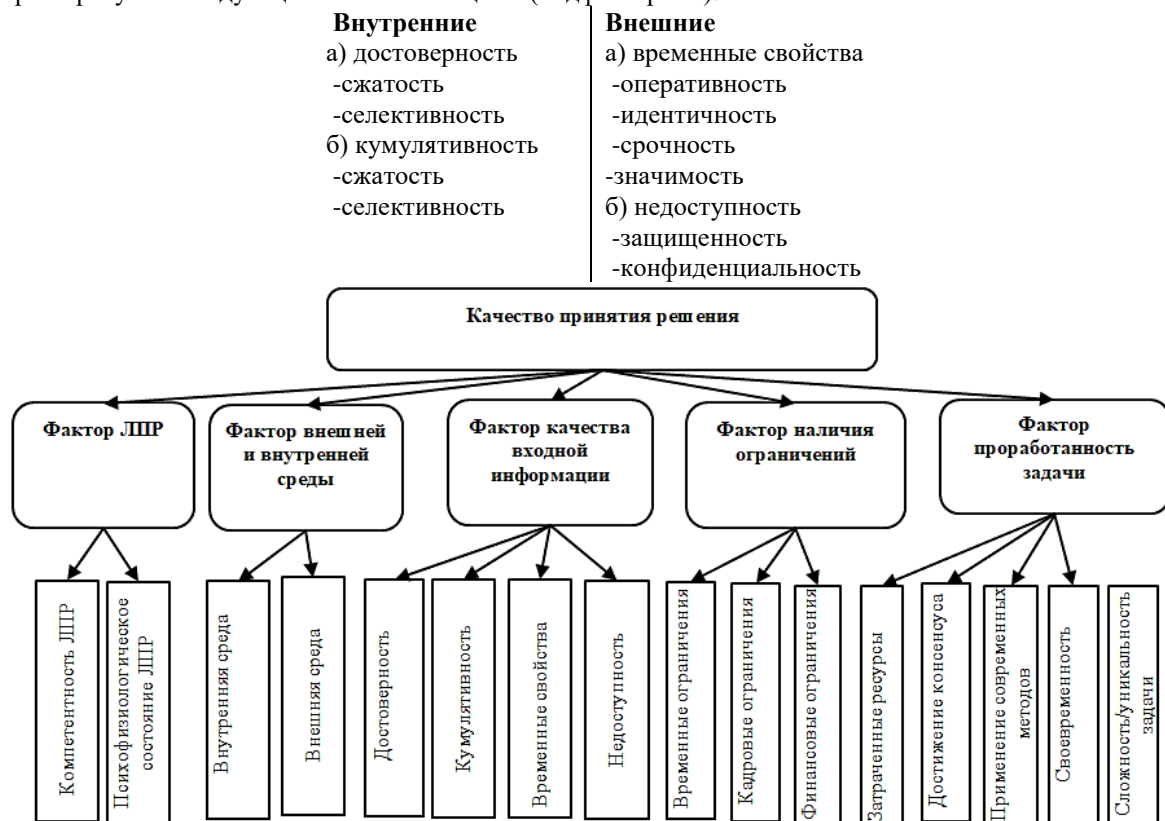 Внутренние
а) достоверность
-сжатость
-селективность
б) кумулятивность
-сжатость
-селективность
Внешние
а) временные свойства
-оперативность
-идентичность
-срочность
-значимость
б) недоступность
-защищенность
-конфиденциальность
Качество принятия решения
Фактор ЛПР
Фактор внешней
и внутренней
среды
Фактор качества
входной
информации
Фактор наличия
ограничений
Фактор
проработанность
задачи
Компетентность ЛПР
Психофизиологическое
состояние ЛПР
Внутренняя среда
Внешняя среда
Достоверность
Кумулятивность
Временные свойства
Недоступность
Временные ограничения
Кадровые ограничения
Финансовые ограничения
Затраченные ресурсы
Достижение консенсуса
Применение современных
методов
Своевременность
Сложность/уникальность
задачи